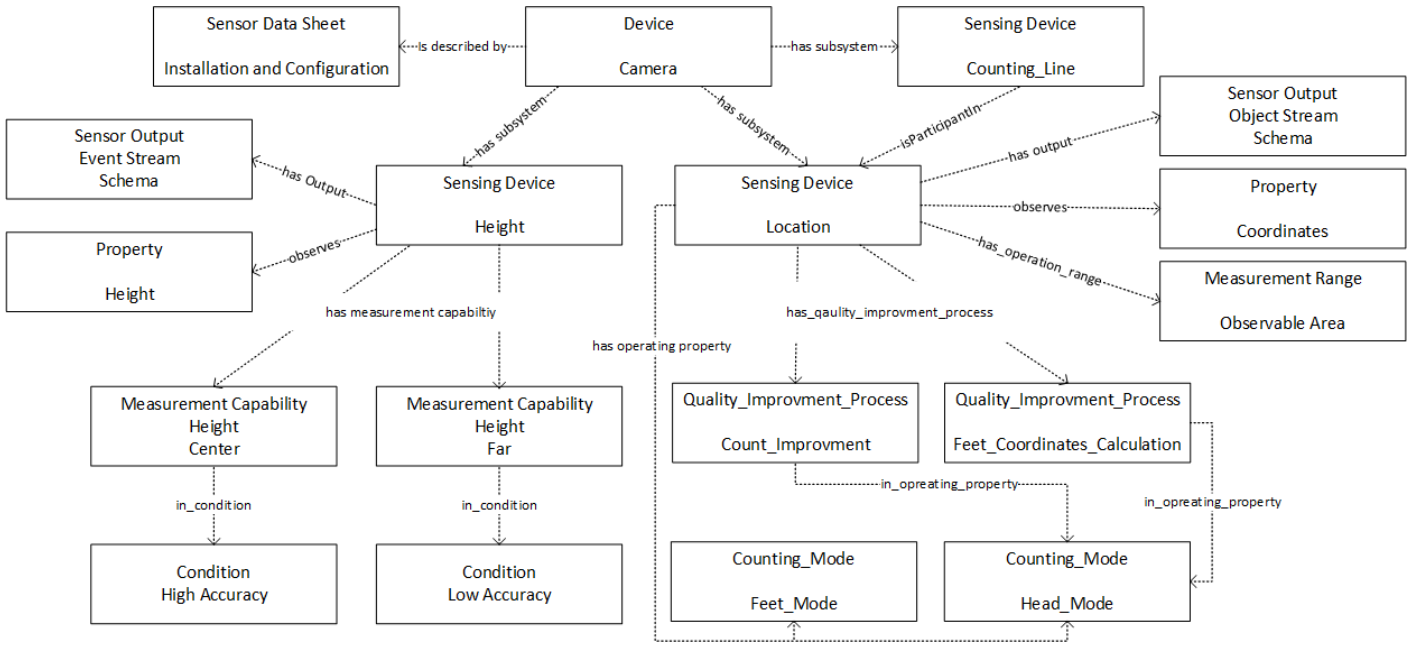 Sensor Data Sheet
Installation and Configuration
Is described by
Device
Camera
has subsystem
Sensing Device
Counting_Line
has subsystem
has subsystem
isParticipantIn
Sensor Output
Event Stream
Schema
has Output
Sensor Output
Object Stream
Schema
has output
Sensing Device
Height
Sensing Device
Location
observes
Property
Coordinates
Property
Height
observes
has_operation_range
Measurement Range
Observable Area
has measurement capabiltiy
has_qaulity_improvment_process
has operating property
Measurement Capability
Height
Center
Measurement Capability
Height
Far
Quality_Improvment_Process
Count_Improvment
Quality_Improvment_Process
Feet_Coordinates_Calculation
in_condition
in_condition
in_opreating_property
in_opreating_property
Condition
High Accuracy
Condition
Low Accuracy
Counting_Mode
Feet_Mode
Counting_Mode
Head_Mode